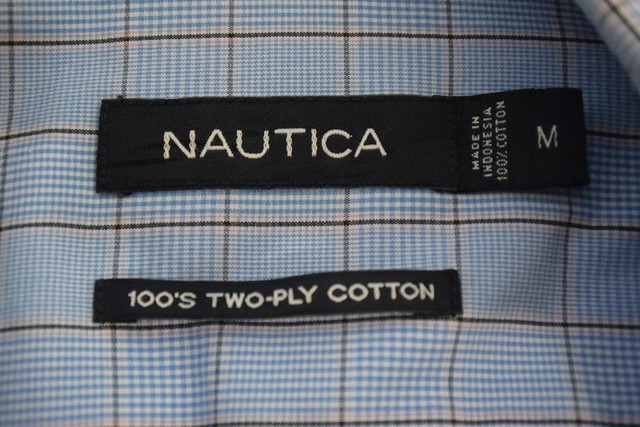 NAUTICA
MADE IN
INDONESIA
100% COTTON
M
100'S TWO-PLY COTTON